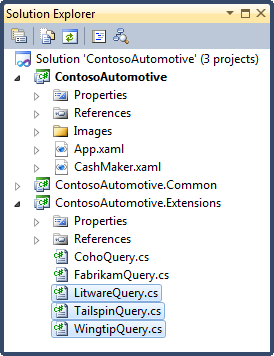 Solution Explorer
Solution 'ContosoAutomotive' (3 projects)
ContosoAutomotive
Properties
References
Images
App.xaml
CashMaker.xaml
ContosoAutomotive.Common
ContosoAutomotive.Extensions
Properties
References
CohoQuery.cs
FabrikamQuery.cs
LitwareQuery.cs
TailspinQuery.cs
WingtipQuery.cs